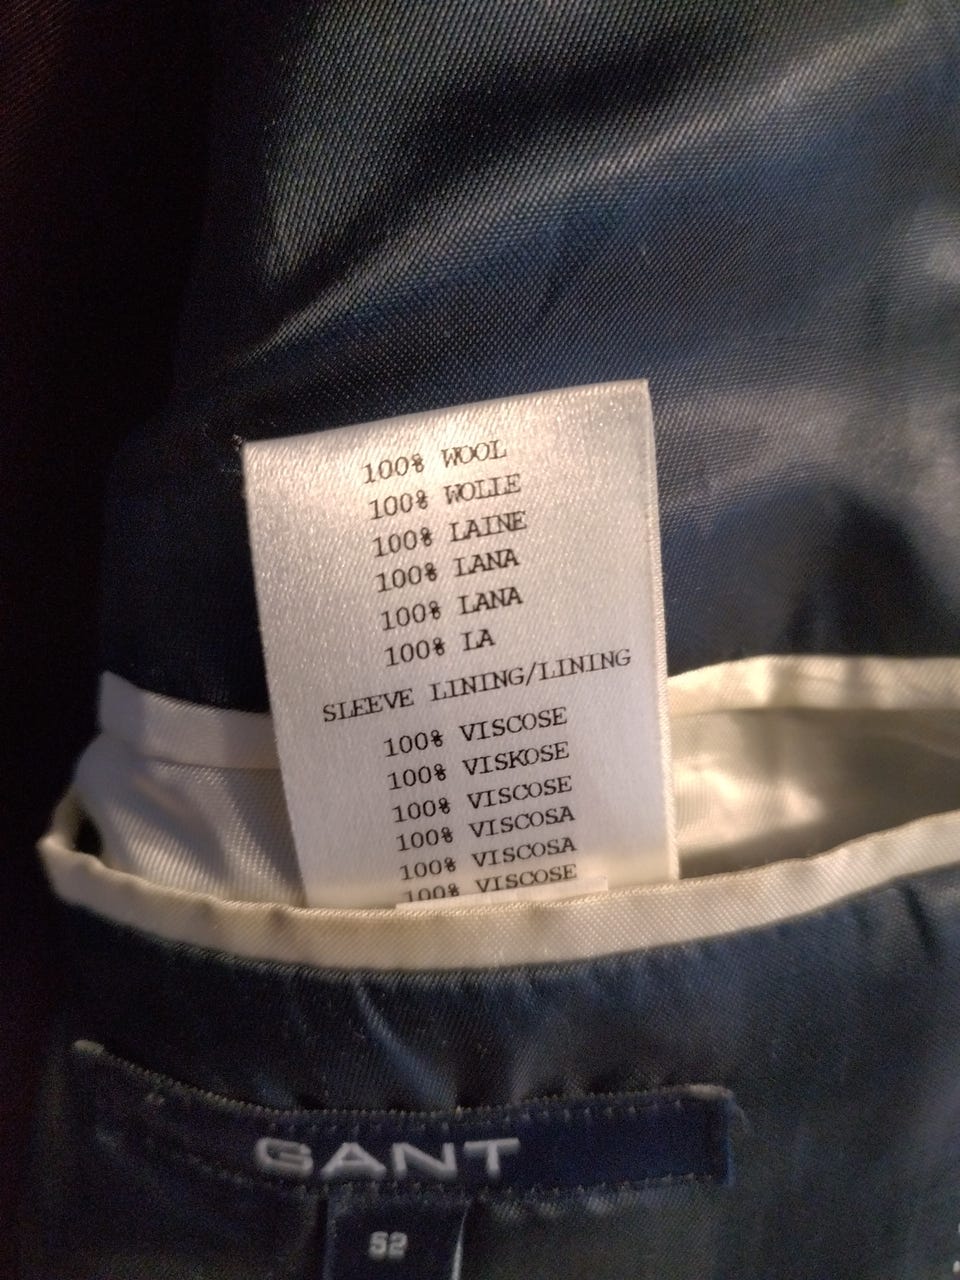 100% WOOL
100% WOLLE
100% LAINE
100% LANA
100% LANA
100% LA
SLEEVE LINING/LINING
100% VISCOSE
100% VISKOSE
100% VISCOSE
100% VISCOSA
100% VISCOSA
100% VISCOSE
GANT
52